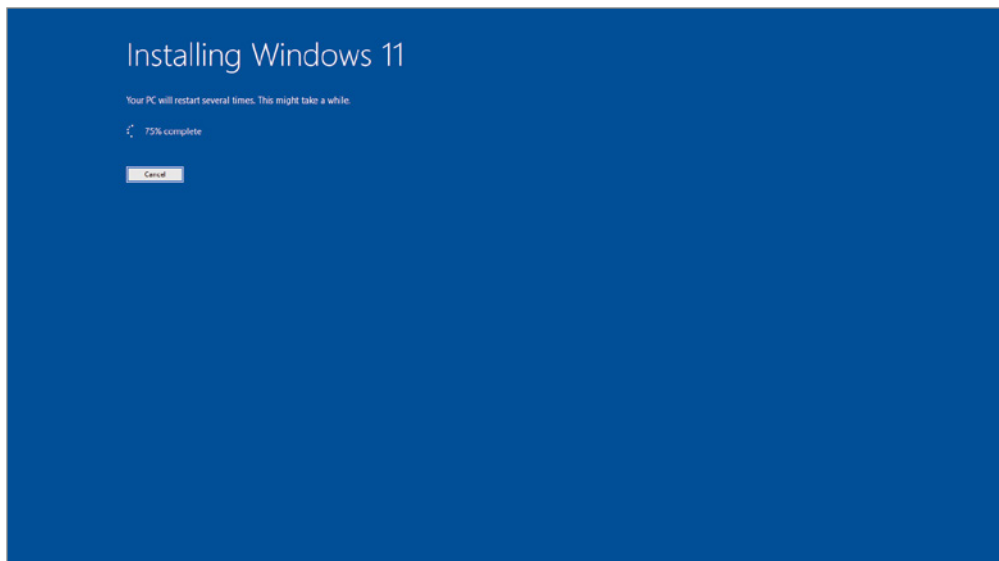 Installing Windows 11
Your PC will restart several times. This might take a while.
75% complete
Cancel